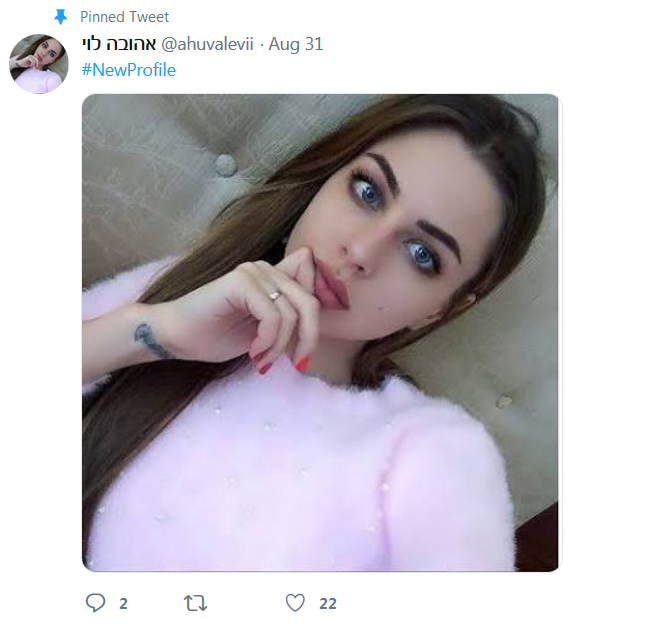 Pinned Tweet
אהובה לוי @ahuvalevii · Aug 31
#NewProfile
2 22